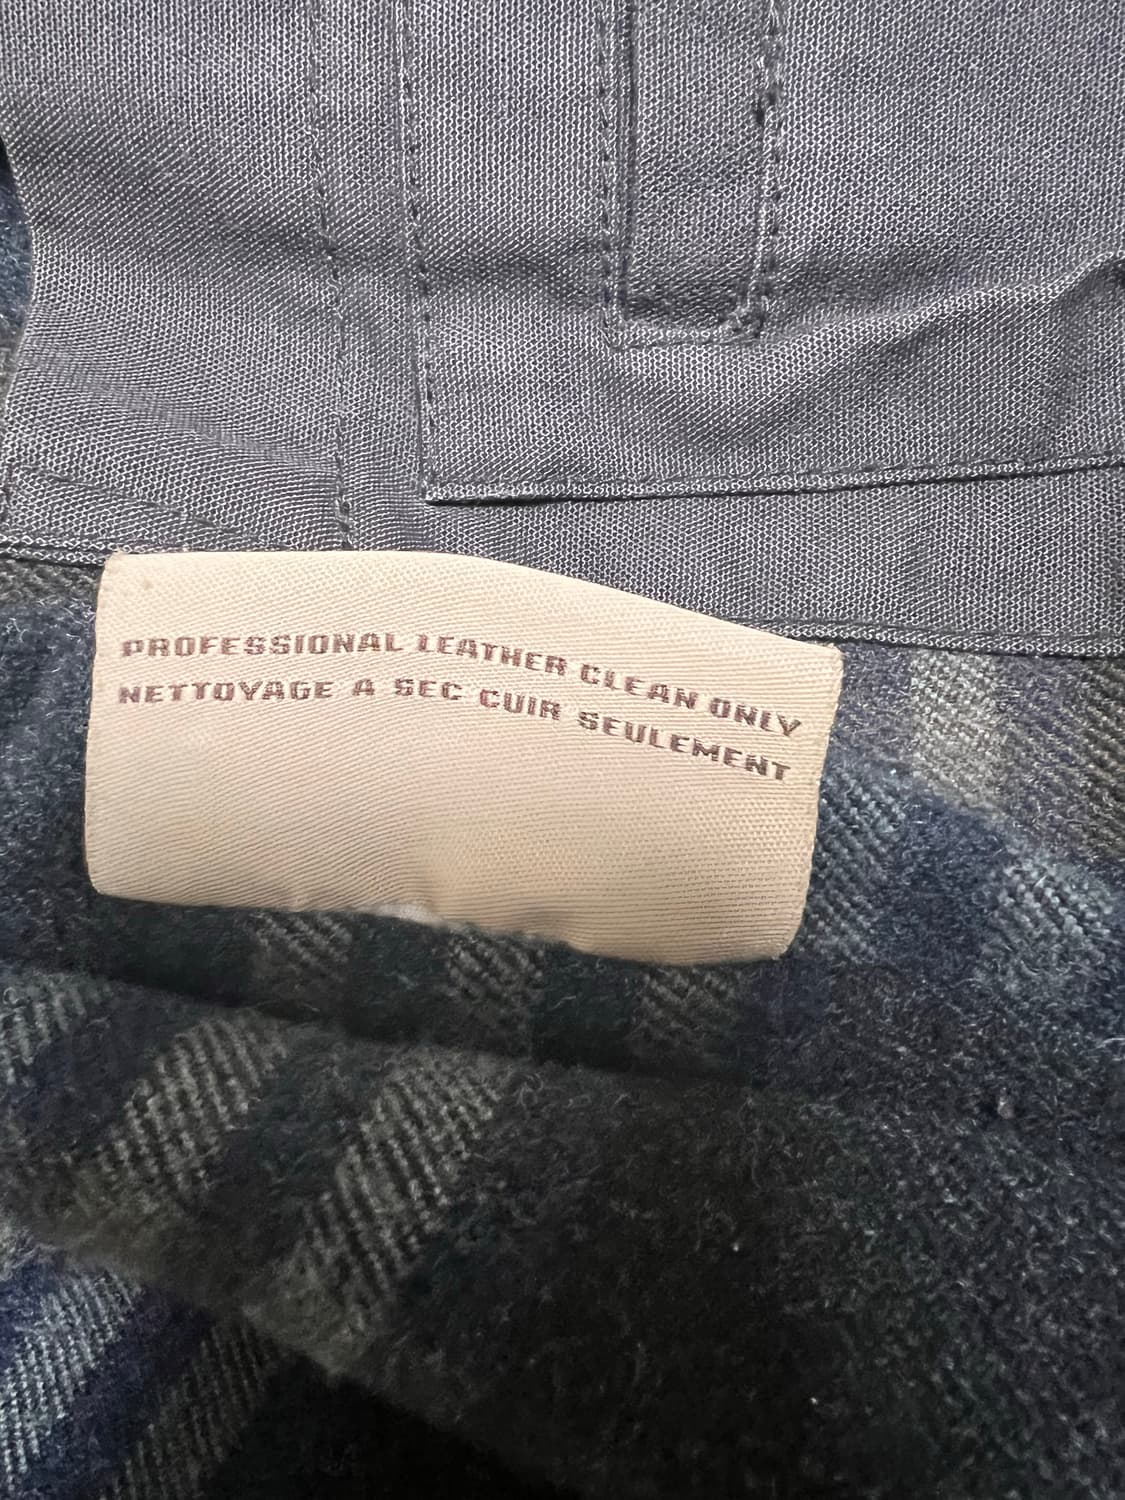 PROFESSIONAL LEATHER CLEAN ONLY
NETTOYAGE A SEC CUIR SEULEMENT